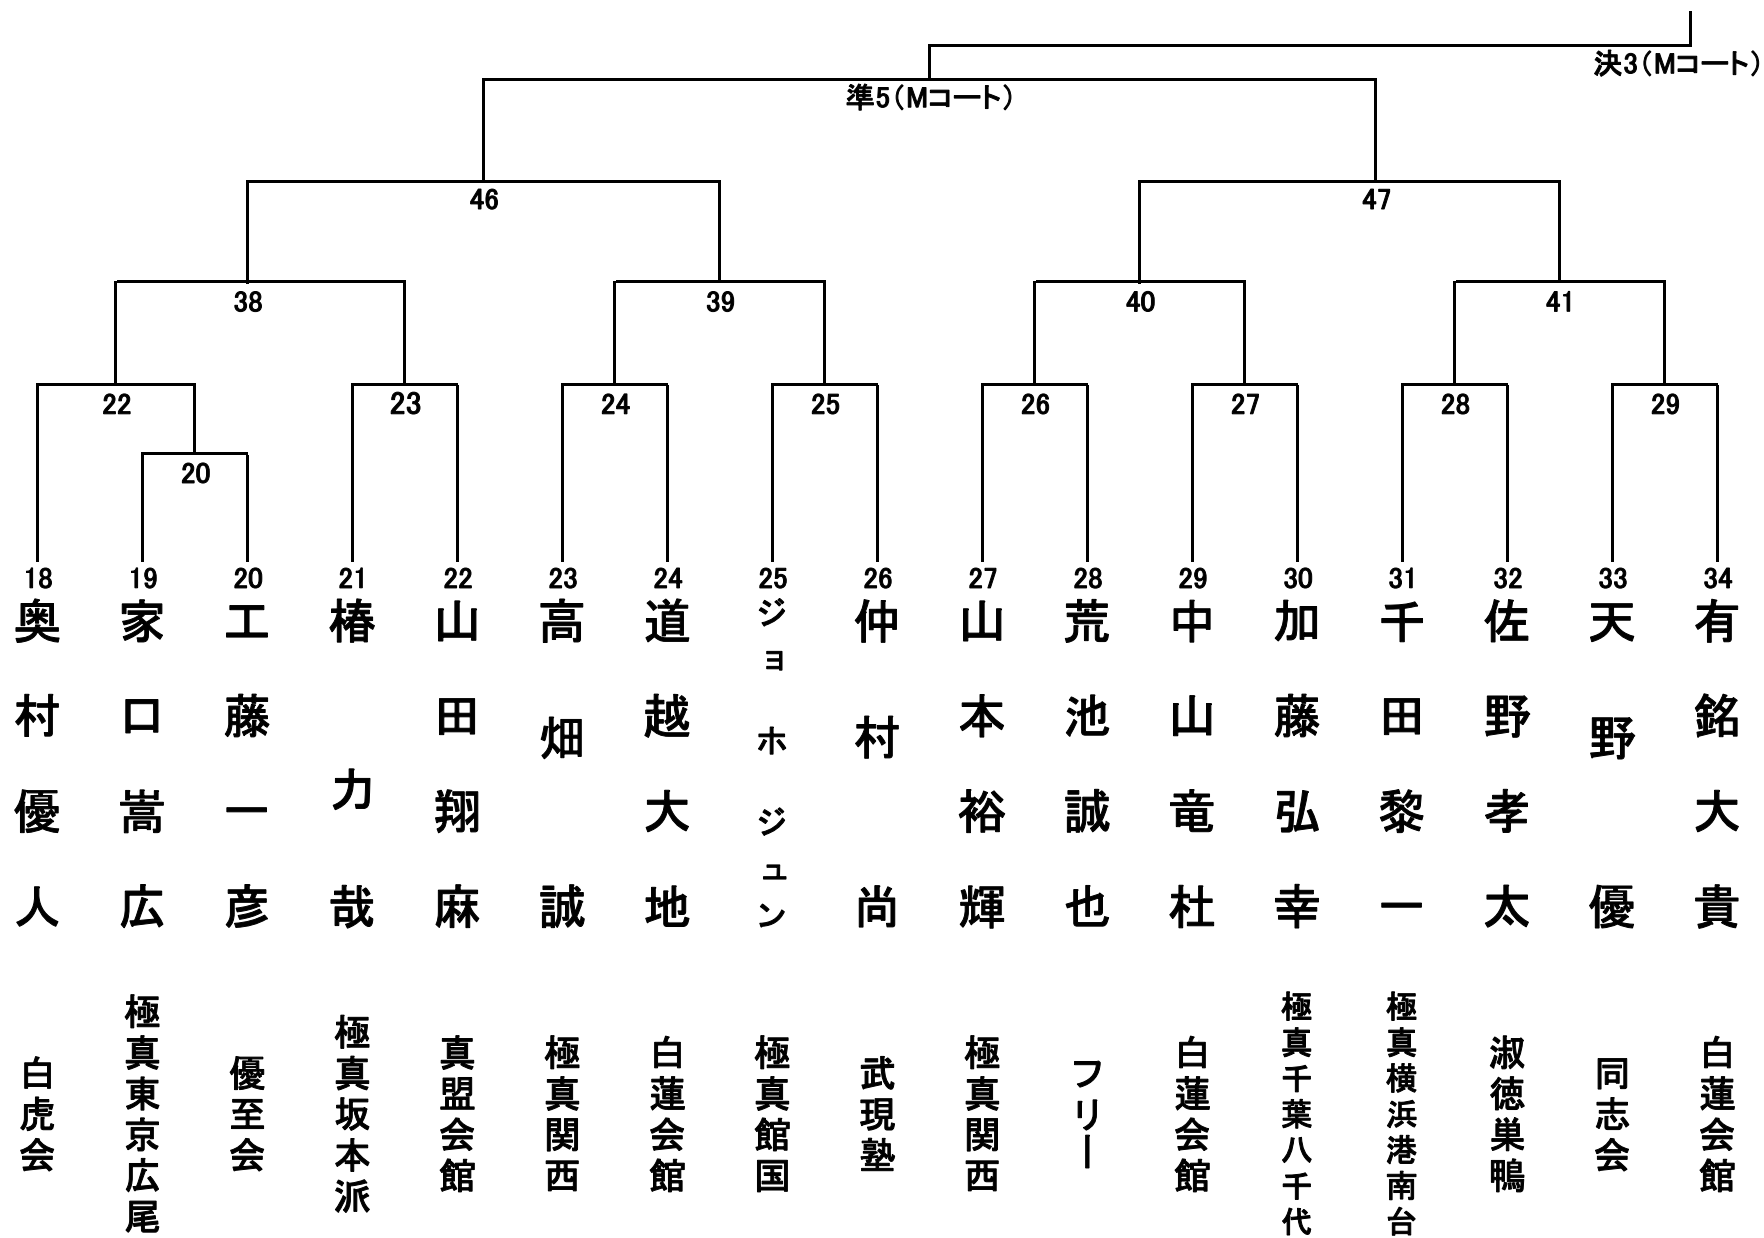 決3（Mコート）
準5（Mコート）
46
47
38
39
40
41
22
23
24
25
26
27
28
29
20
18
奥村優人
白虎会
19
家口嵩広
極真東京広尾
20
工藤一彦
優至会
21
椿力哉
極真坂本派
22
山田翔麻
真盟会館
23
高畑誠
極真関西
24
道越大地
白蓮会館
25
ジョホジュン
極真館国
26
仲村尚
武現塾
27
山本裕輝
極真関西
28
荒池誠也
フリー
29
中山竜杜
白蓮会館
30
加藤弘幸
極真千葉八千代
31
千田黎一
極真横浜港南台
32
佐野孝太
淑徳巣鴨
33
天野優
同志会
34
有銘大貴
白蓮会館